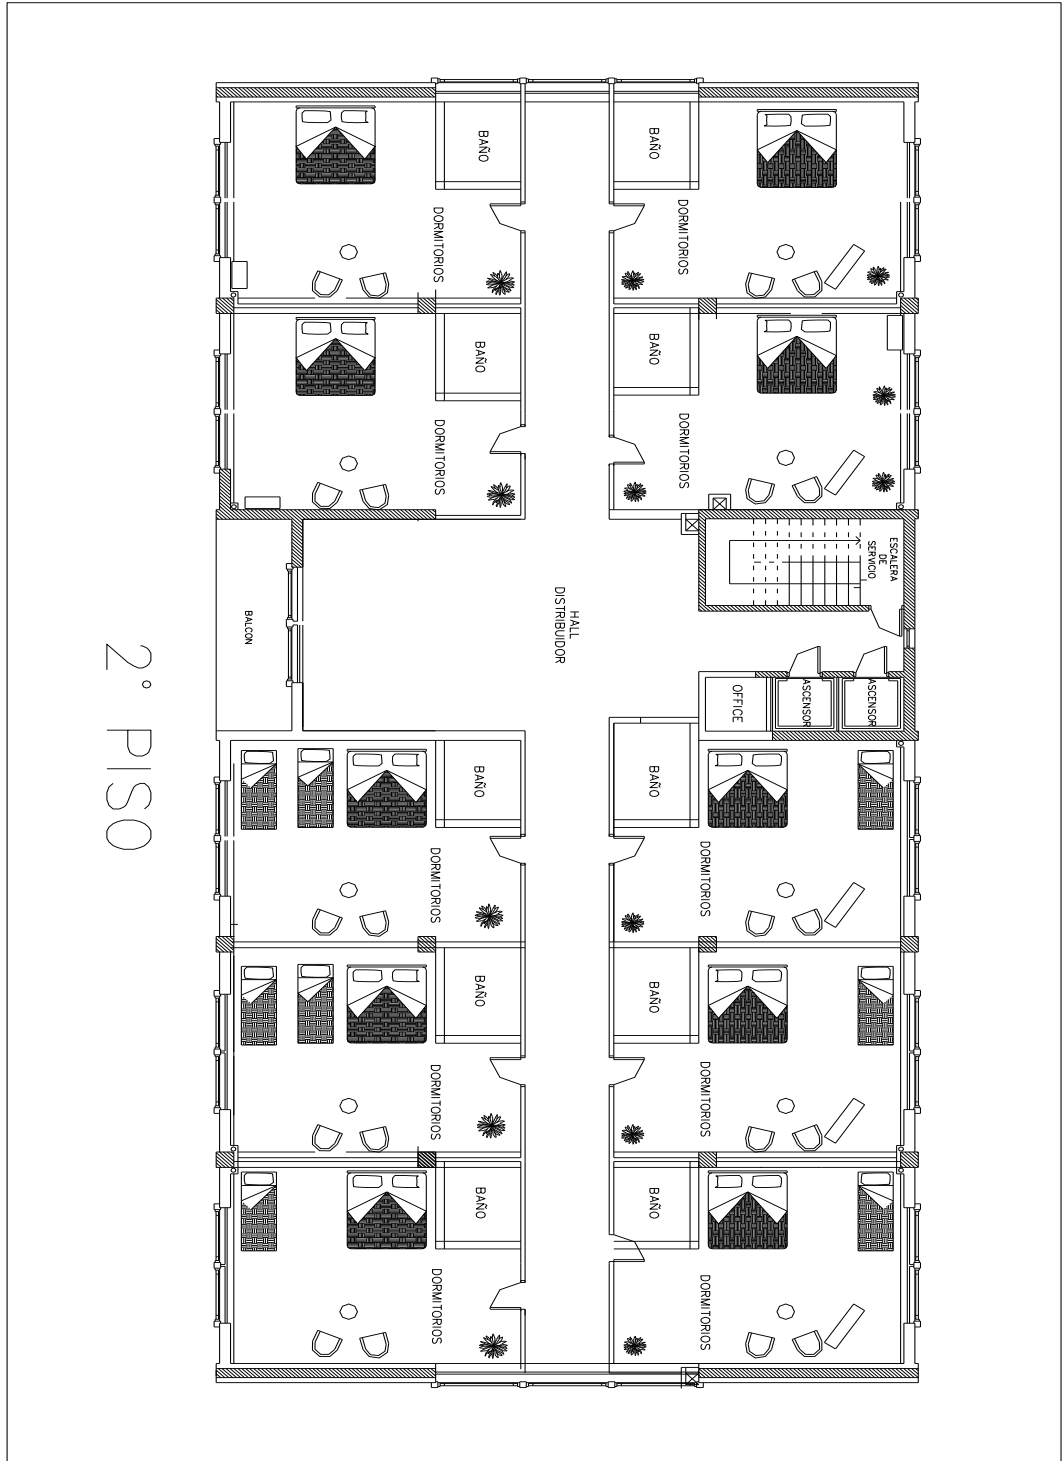 BAÑO
BAÑO
DORMITORIOS
DORMITORIOS
BAÑO
BAÑO
DORMITORIOS
DORMITORIOS
ESCALERA
DE
SERVICIO
HALL
DISTRIBUIDOR
BALCON
OFFICE
ASCENSOR
ASCENSOR
2° PISO
BAÑO
BAÑO
DORMITORIOS
DORMITORIOS
BAÑO
BAÑO
DORMITORIOS
DORMITORIOS
BAÑO
BAÑO
DORMITORIOS
DORMITORIOS